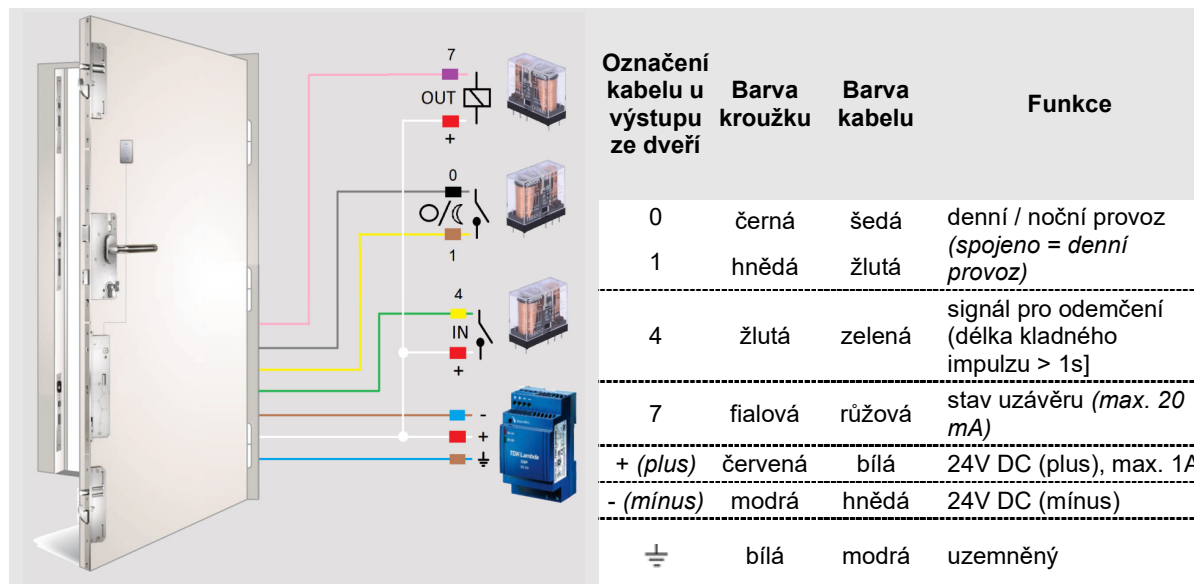 7
OUT
+
0
1
4
IN
+
-
+
TDK·Lambda
Označení
kabelu u
výstupu
ze dveří
Barva
kroužku
Barva
kabelu
Funkce
0 černá šedá denní / noční provoz
(spojeno = denní
1 hnědá žlutá provoz)
signál pro odemčení
4 žlutá zelená (délka kladného
impulzu > 1s]
7 fialová růžová stav uzávěru (max. 20
mA)
+ (plus) červená bílá 24V DC (plus), max. 1A
- (mínus) modrá hnědá 24V DC (mínus)
bílá modrá uzemněný